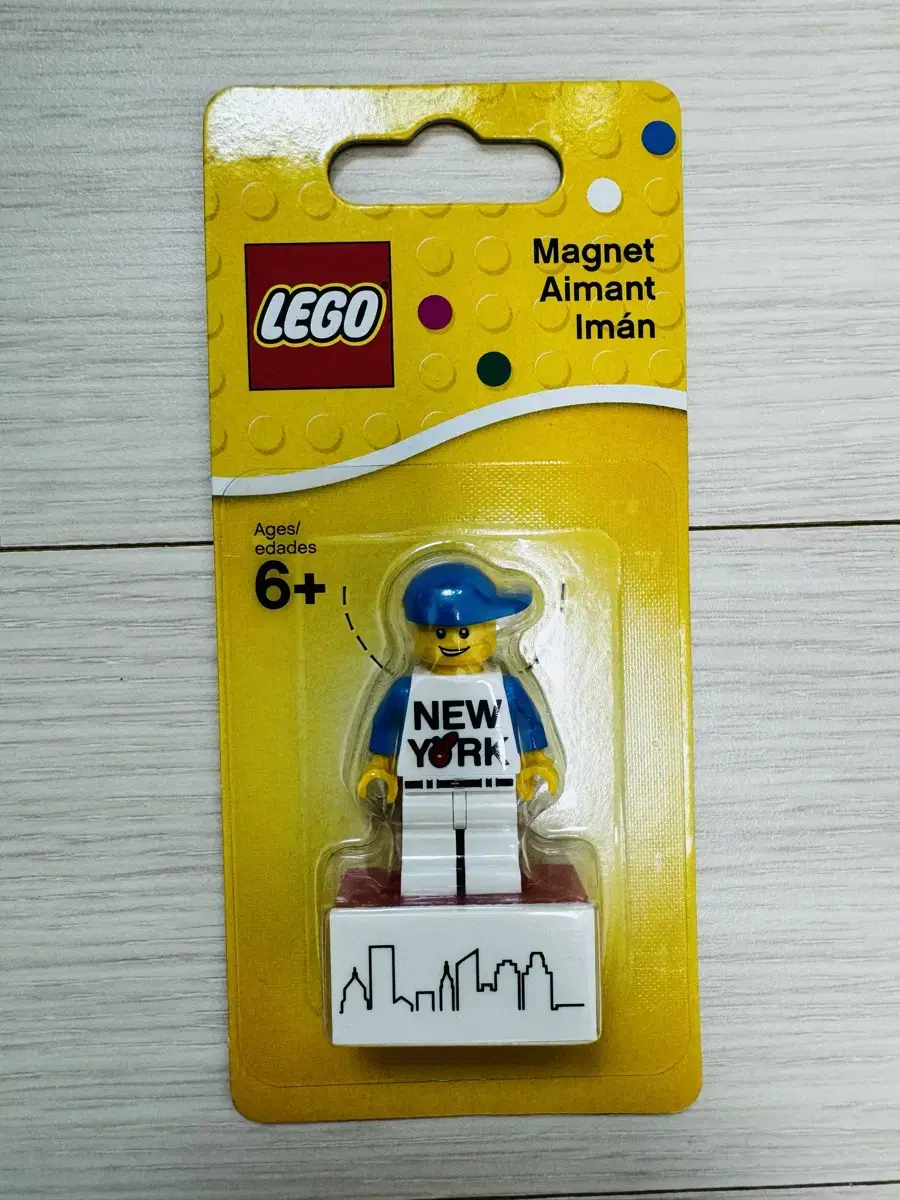 LEGO
Magnet
Aimant
Imán
Ages/
edades
6+
NEW
YORK